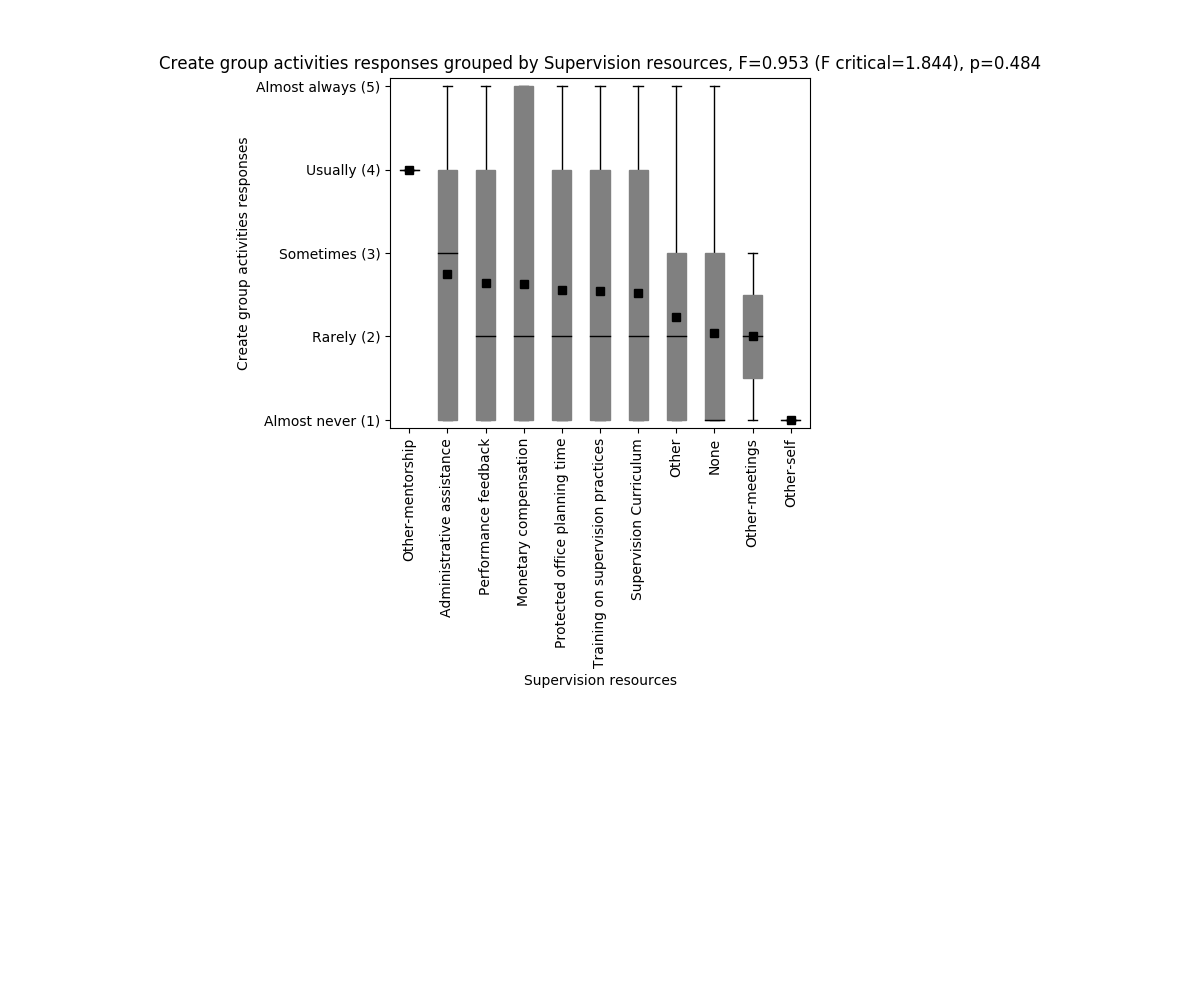 Create group activities responses grouped by Supervision resources, F=0.953 (F critical=1.844), p=0.484
Create group activities responses
Almost always (5)
Usually (4)
Sometimes (3)
Rarely (2)
Almost never (1)
Other-mentorship
Administrative assistance
Performance feedback
Monetary compensation
Protected office planning time
Training on supervision practices
Supervision Curriculum
Other
None
Other-meetings
Other-self
Supervision resources